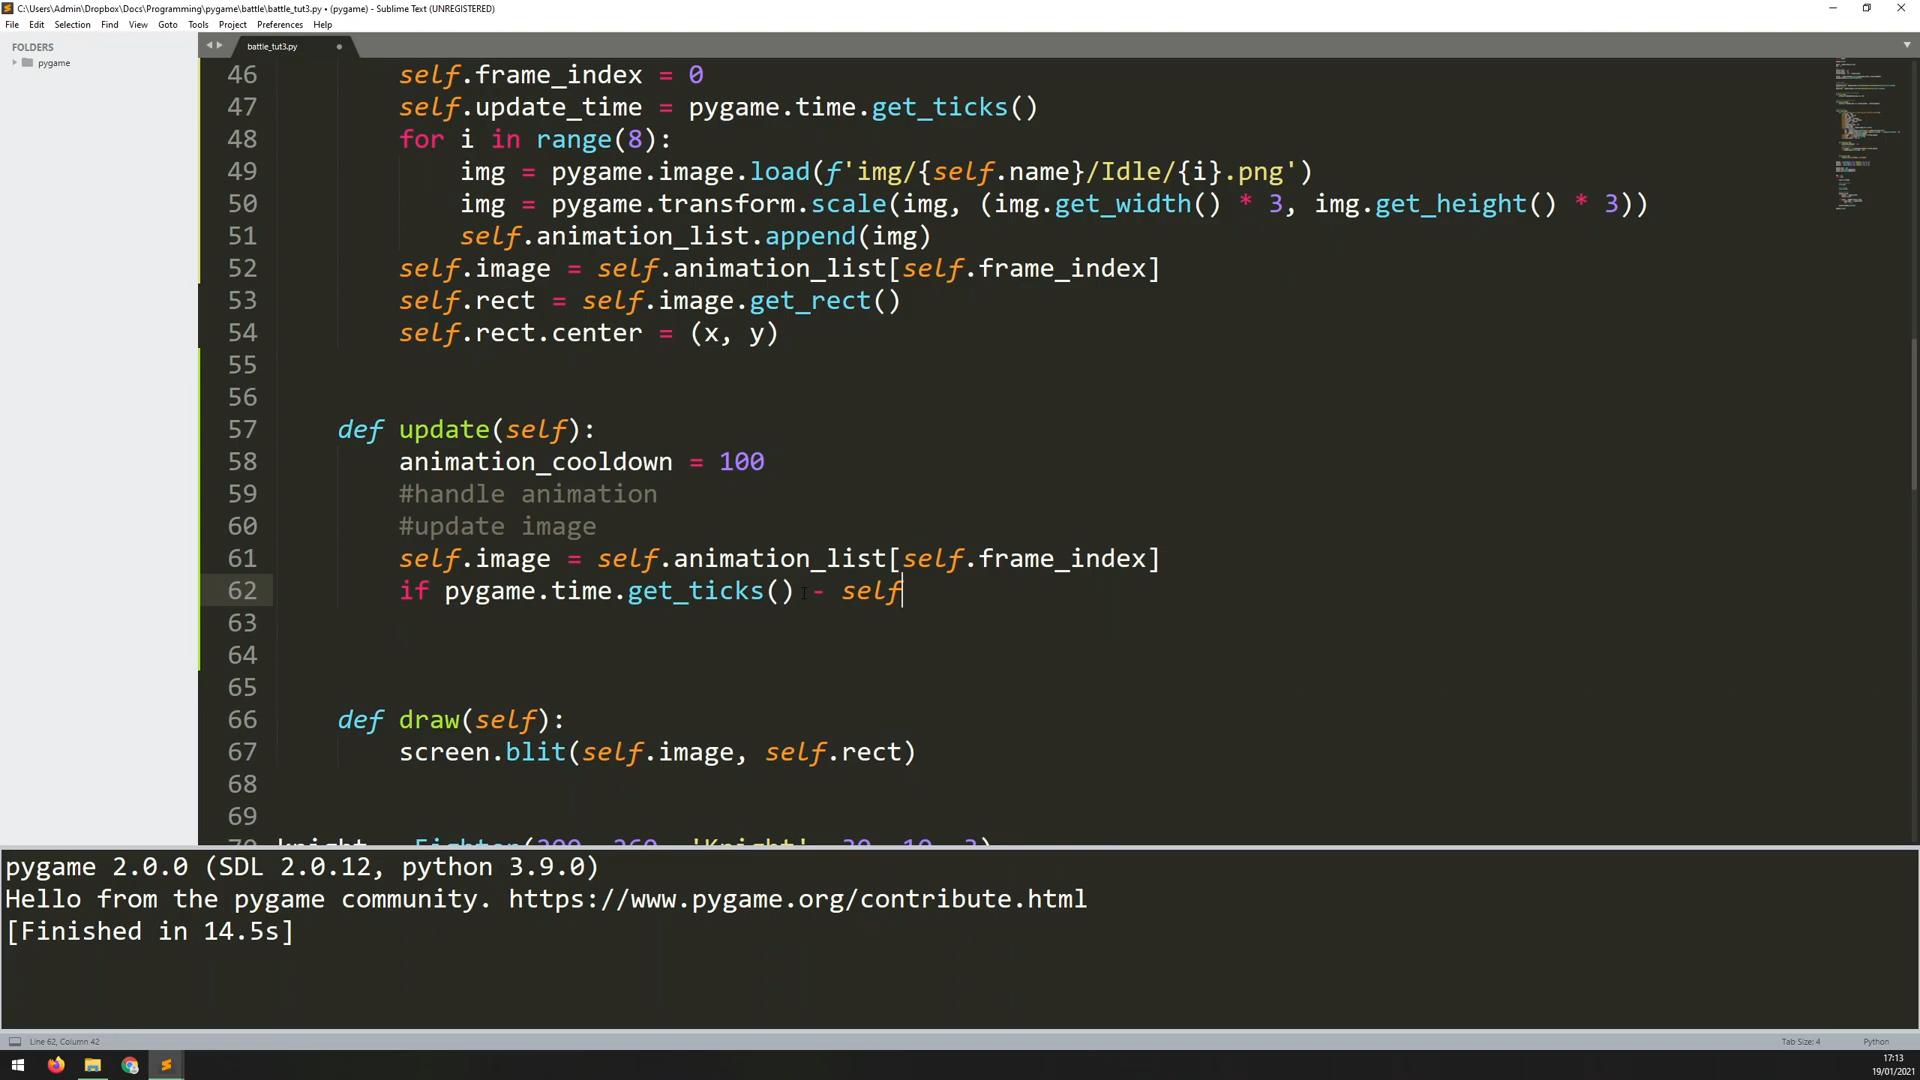 C:\Users\Admin\Dropbox\Docs\Programming\pygame\battle\battle_tut3.py • (pygame) - Sublime Text (UNREGISTERED)
File Edit Selection Find View Goto Tools Project Preferences Help
FOLDERS
pygame
battle_tut3.py
46 self.frame_index = 0
47 self.update_time = pygame.time.get_ticks()
48 for i in range(8):
49 img = pygame.image.load(f'img/{self.name}/Idle/{i}.png')
50 img = pygame.transform.scale(img, (img.get_width() * 3, img.get_height() * 3))
51 self.animation_list.append(img)
52 self.image = self.animation_list[self.frame_index]
53 self.rect = self.image.get_rect()
54 self.rect.center = (x, y)
55
56
57 def update(self):
58 animation_cooldown = 100
59 #handle animation
60 #update image
61 self.image = self.animation_list[self.frame_index]
62 if pygame.time.get_ticks() - self
63
64
65
66 def draw(self):
67 screen.blit(self.image, self.rect)
68
69
70 knight = Fighter(200, 260, 'Knight', 30, 10, 3)
pygame 2.0.0 (SDL 2.0.12, python 3.9.0)
Hello from the pygame community. https://www.pygame.org/contribute.html
[Finished in 14.5s]
Line 62, Column 42
Tab Size: 4
Python
17:13
19/01/2021